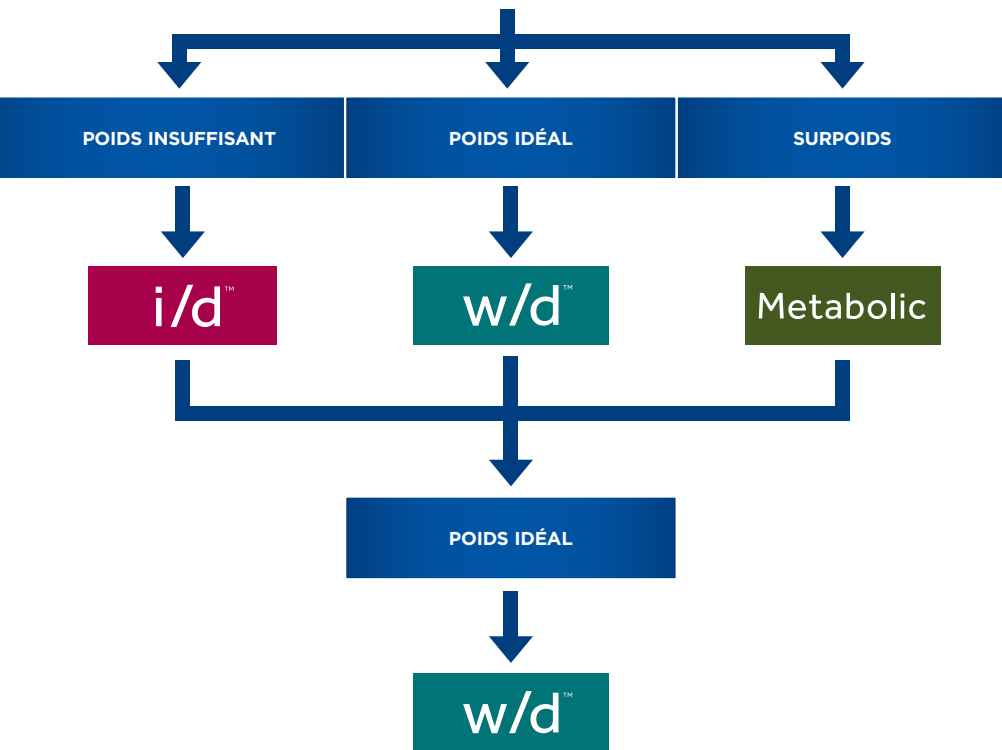 POIDS INSUFFISANT
POIDS IDÉAL
SURPOIDS
i/d™
w/d™
Metabolic
POIDS IDÉAL
w/d™